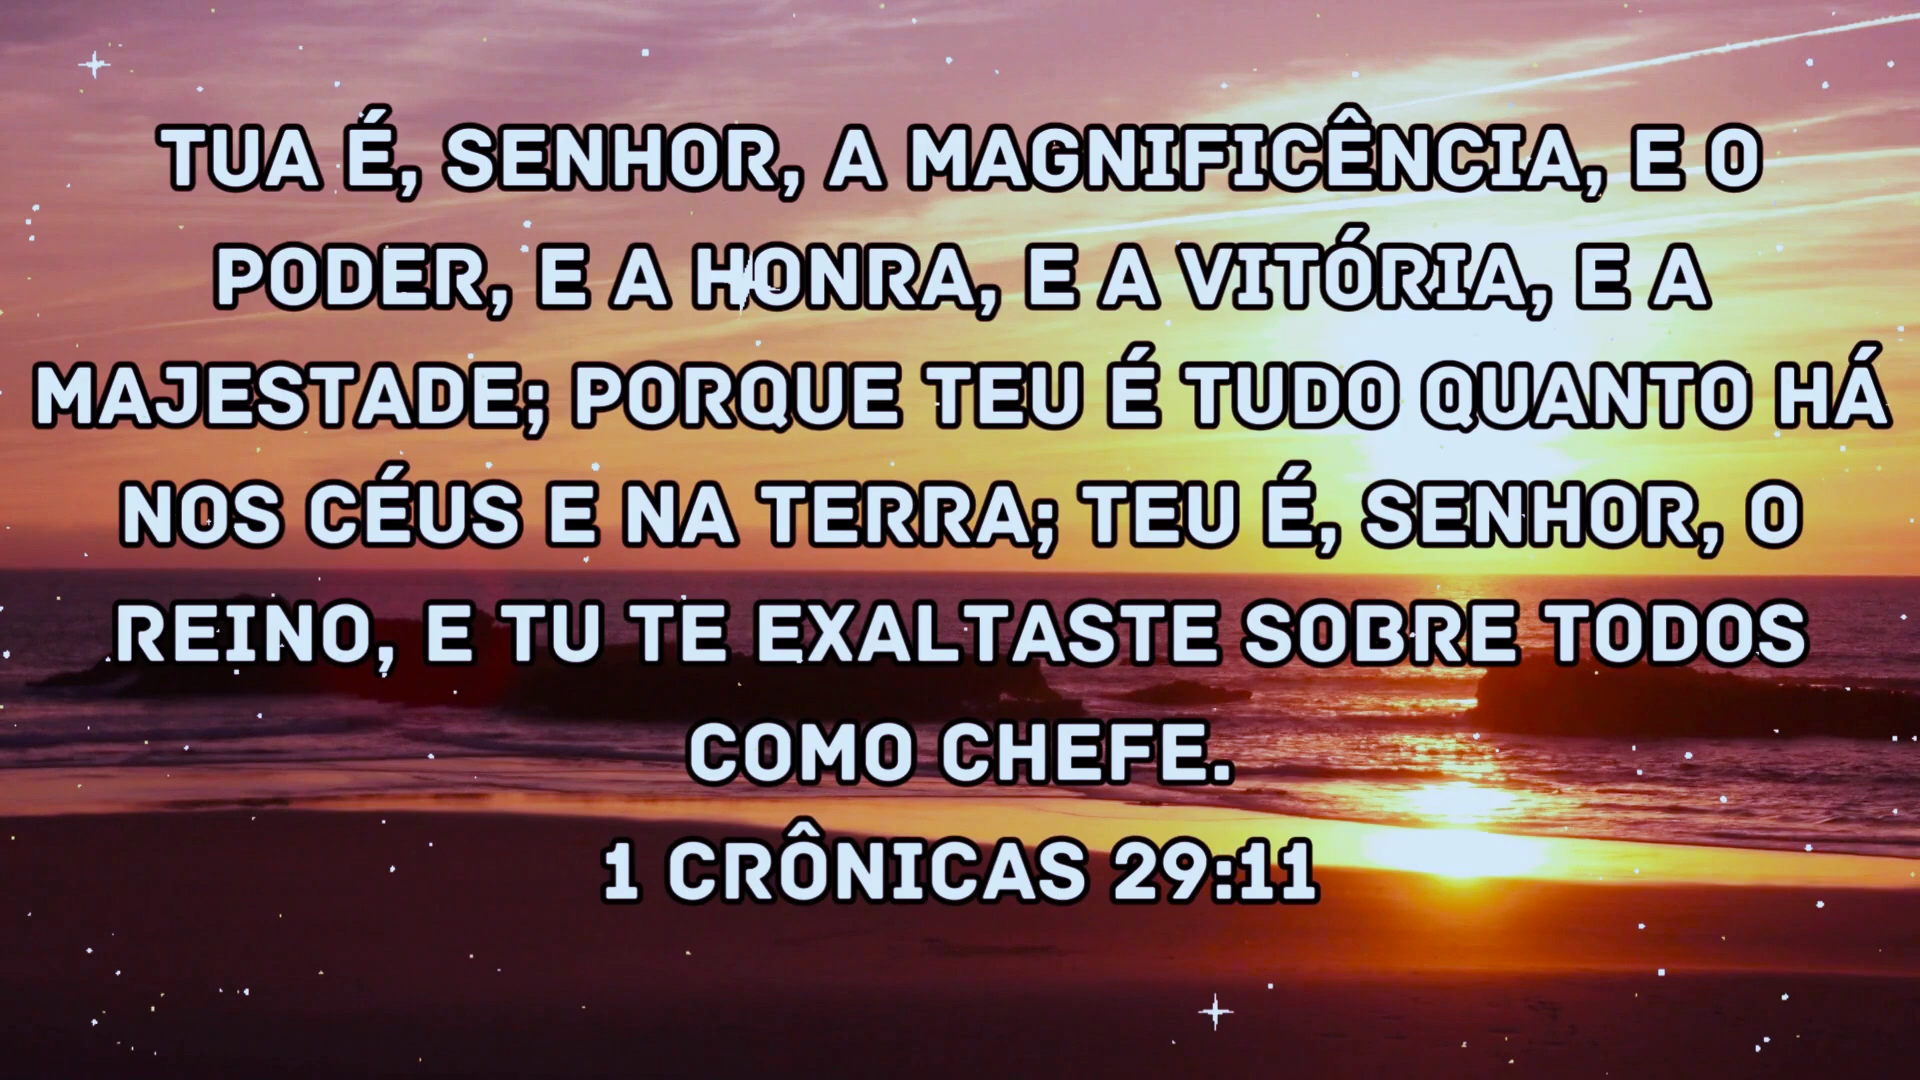 TUA É, SENHOR, A MAGNIFICÊNCIA, E O
PODER, E A HONRA, E A VITÓRIA, E A
MAJESTADE; PORQUE TEU É TUDO QUANTO HÁ
NOS CÉUS E NA TERRA; TEU É, SENHOR, O
REINO, E TU TE EXALTASTE SOBRE TODOS
COMO CHEFE.
1 CRÔNICAS 29:11